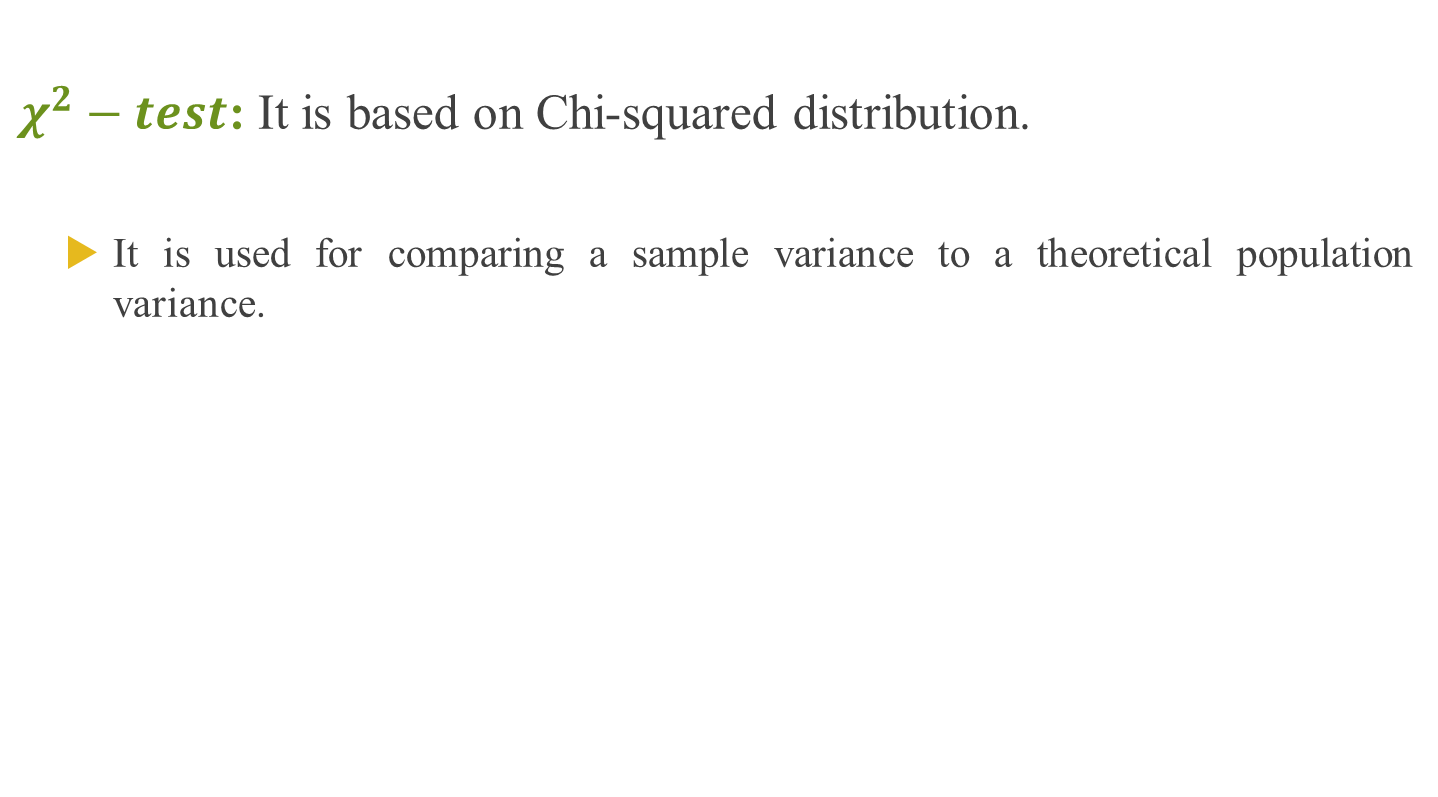 χ² − test: It is based on Chi-squared distribution.
It is used for comparing a sample variance to a theoretical population
variance.